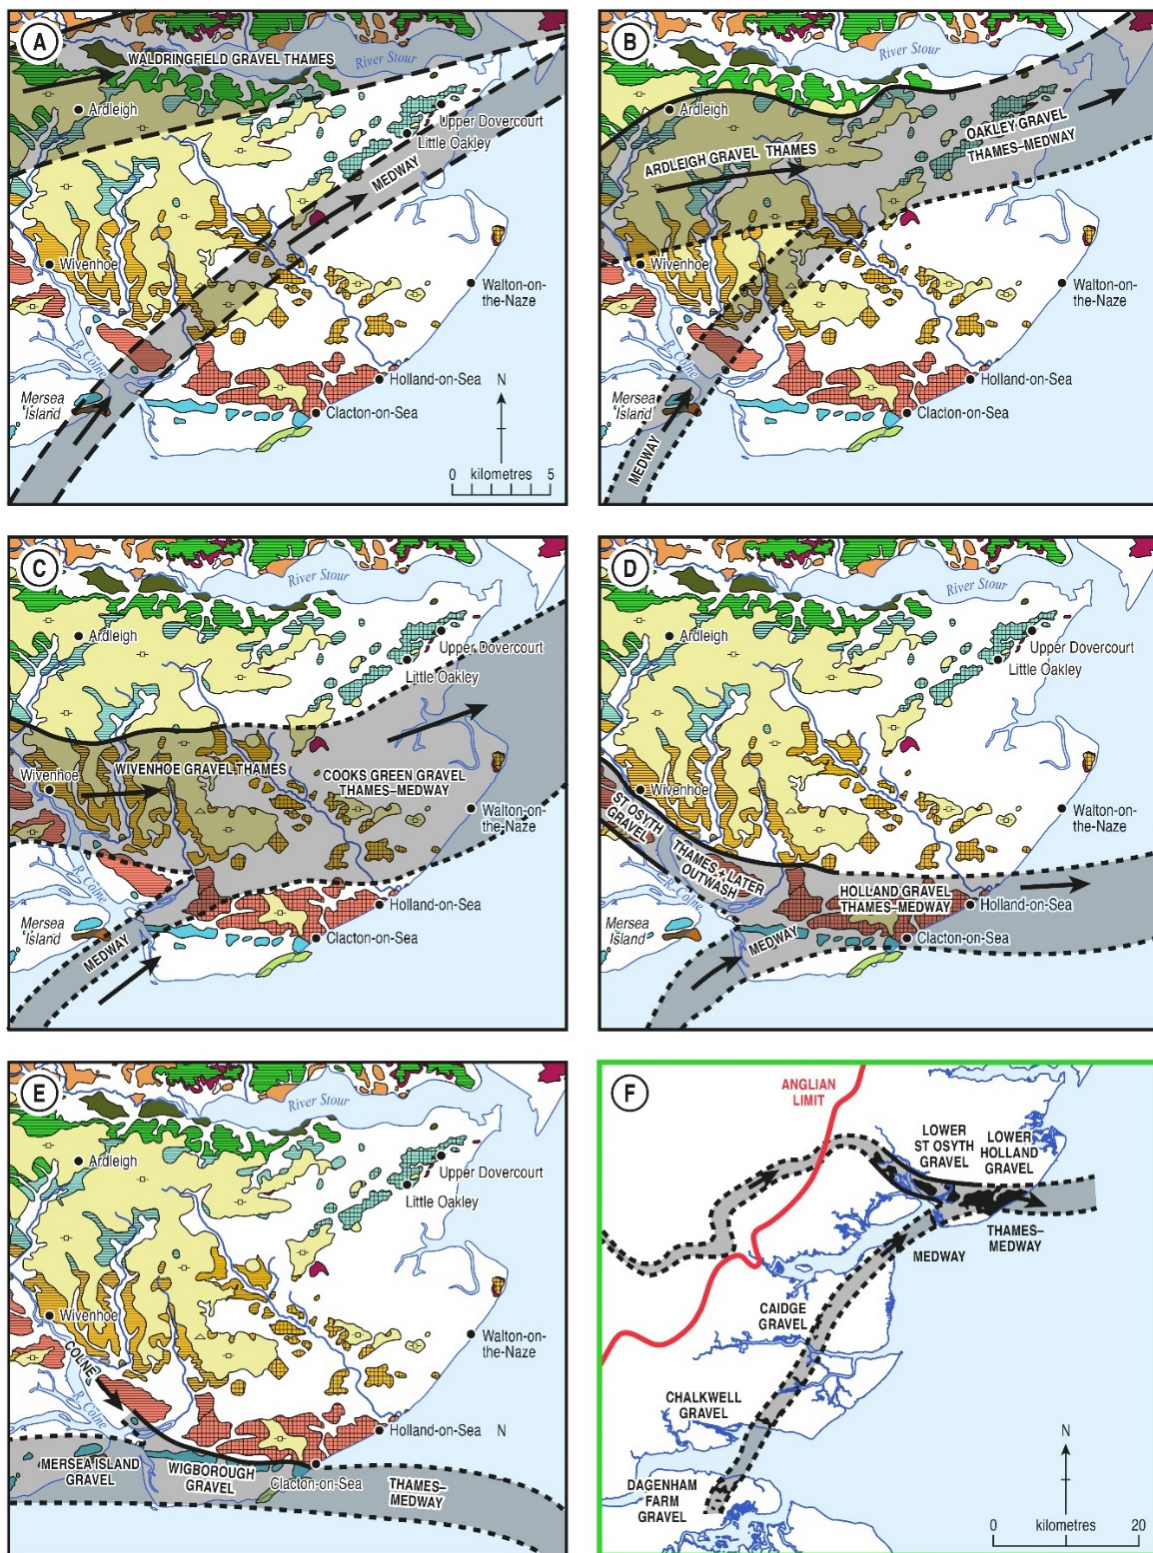 A
WALDRINGFIELD GRAVEL THAMES
River Stour
Ardleigh
Upper Dovercourt
Little Oakley
MEDWAY
Wivenhoe
Walton-on-
the-Naze
R. Colne
Holland-on-Sea
Mersea
Island
Clacton-on-Sea
N
0 kilometres 5
B
River Stour
Ardleigh
OAKLEY GRAVEL
THAMES–MEDWAY
ARDLEIGH GRAVEL THAMES
Wivenhoe
Walton-on-
the-Naze
R. Colne
Holland-on-Sea
Mersea
Island
Clacton-on-Sea
MEDWAY
C
River Stour
Ardleigh
Upper Dovercourt
Little Oakley
Wivenhoe
WIVENHOE GRAVEL THAMES
COOKS GREEN GRAVEL
THAMES–MEDWAY
Walton-on-
the-Naze
R. Colne
Holland-on-Sea
Mersea
Island
Clacton-on-Sea
MEDWAY
D
River Stour
Ardleigh
Upper Dovercourt
Little Oakley
Wivenhoe
Walton-on-
the-Naze
ST OSYTH
GRAVEL
THAMES + LATER
OUTWASH
R. Colne
HOLLAND GRAVEL
THAMES–MEDWAY
Holland-on-Sea
Mersea
Island
Clacton-on-Sea
MEDWAY
E
River Stour
Ardleigh
Upper Dovercourt
Little Oakley
Wivenhoe
Walton-on-
the-Naze
COLNE
R. Colne
Holland-on-Sea
N
MERSEA ISLAND
GRAVEL
WIGBOROUGH
GRAVEL
Clacton-on-Sea
THAMES–
MEDWAY
F
ANGLIAN
LIMIT
LOWER
ST OSYTH
GRAVEL
LOWER
HOLLAND
GRAVEL
THAMES–
MEDWAY
MEDWAY
CAIDGE
GRAVEL
CHALKWELL
GRAVEL
DAGENHAM
FARM
GRAVEL
N
0 kilometres 20